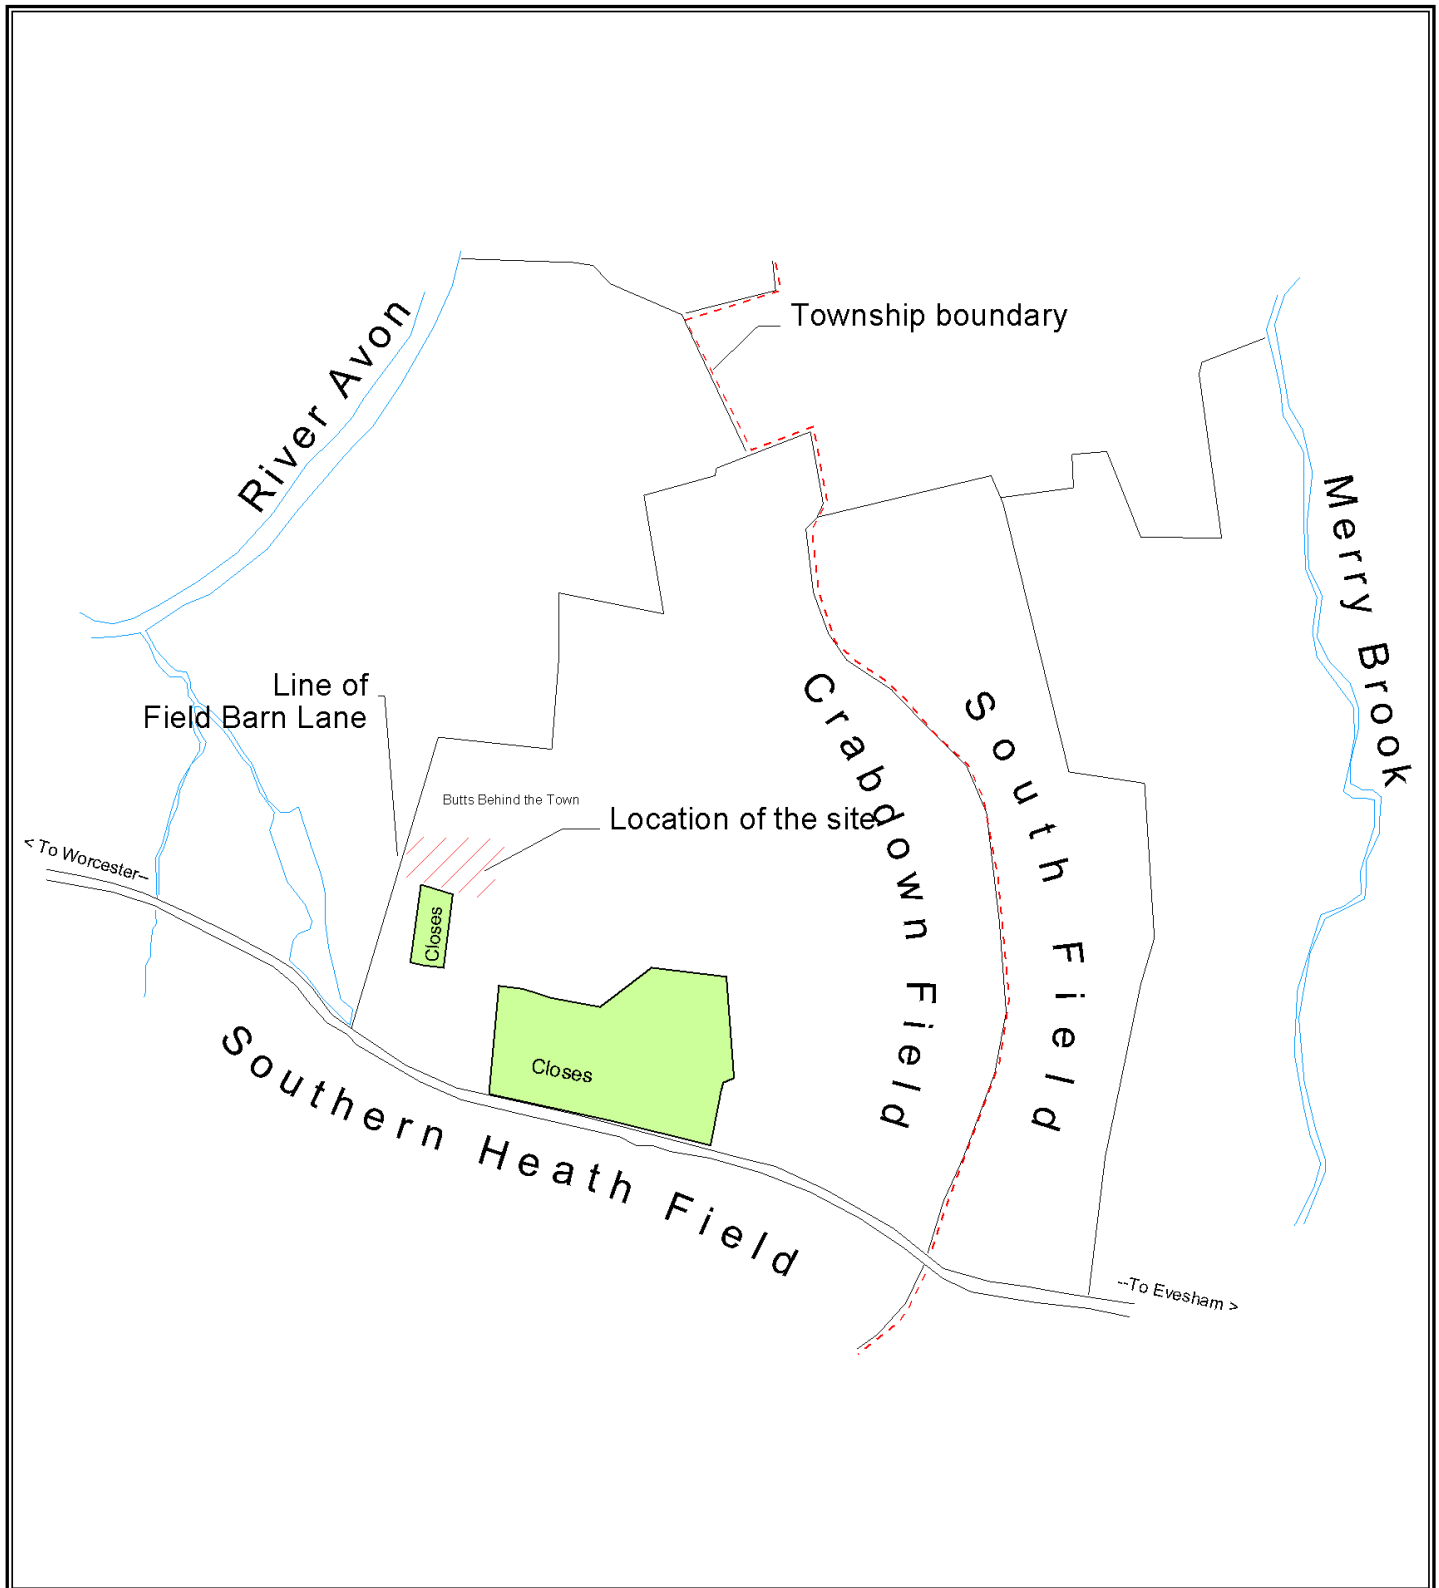 River Avon
Township boundary
Merry Brook
Line of
Field Barn Lane
Crabdown Field
South Field
Butts Behind the Town
Location of the site
< To Worcester--
Closes
Closes
Southern Heath Field
--To Evesham >